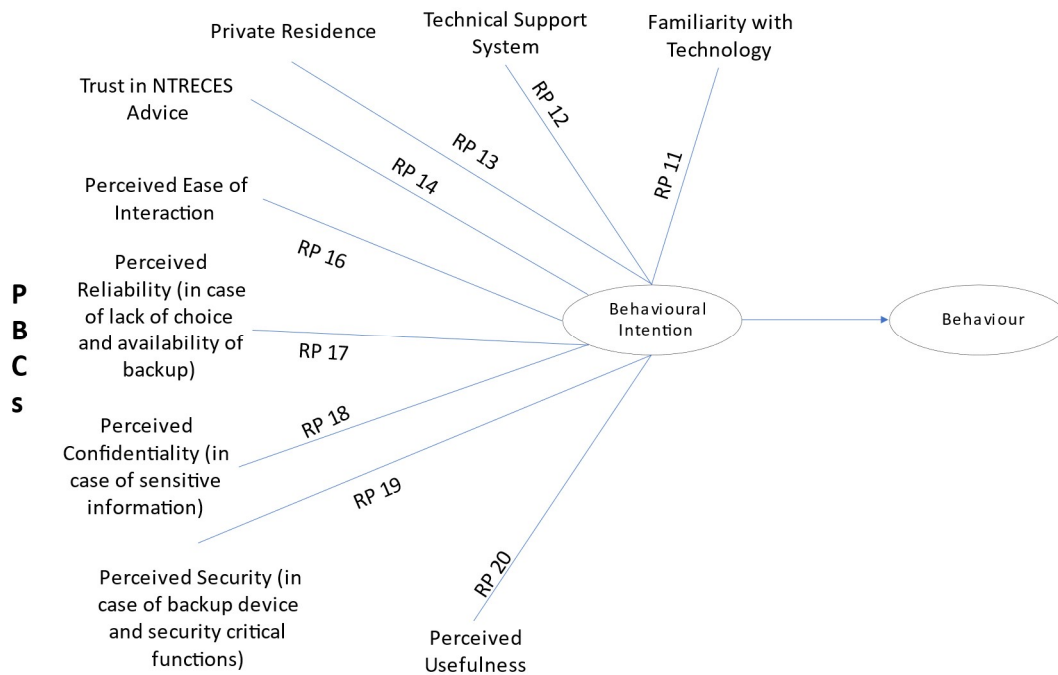 Private Residence
Technical Support
System
Familiarity with
Technology
Trust in NTRECES
Advice
RP 12
RP 13
RP 11
RP 14
Perceived Ease of
Interaction
RP 16
Perceived
Reliability (in case
of lack of choice
and availability of
backup)
RP 17
P
B
C
s
Behavioural
Intention
Behaviour
RP 18
Perceived
Confidentiality (in
case of sensitive
information)
RP 19
Perceived Security (in
case of backup device
and security critical
functions)
RP 20
Perceived
Usefulness